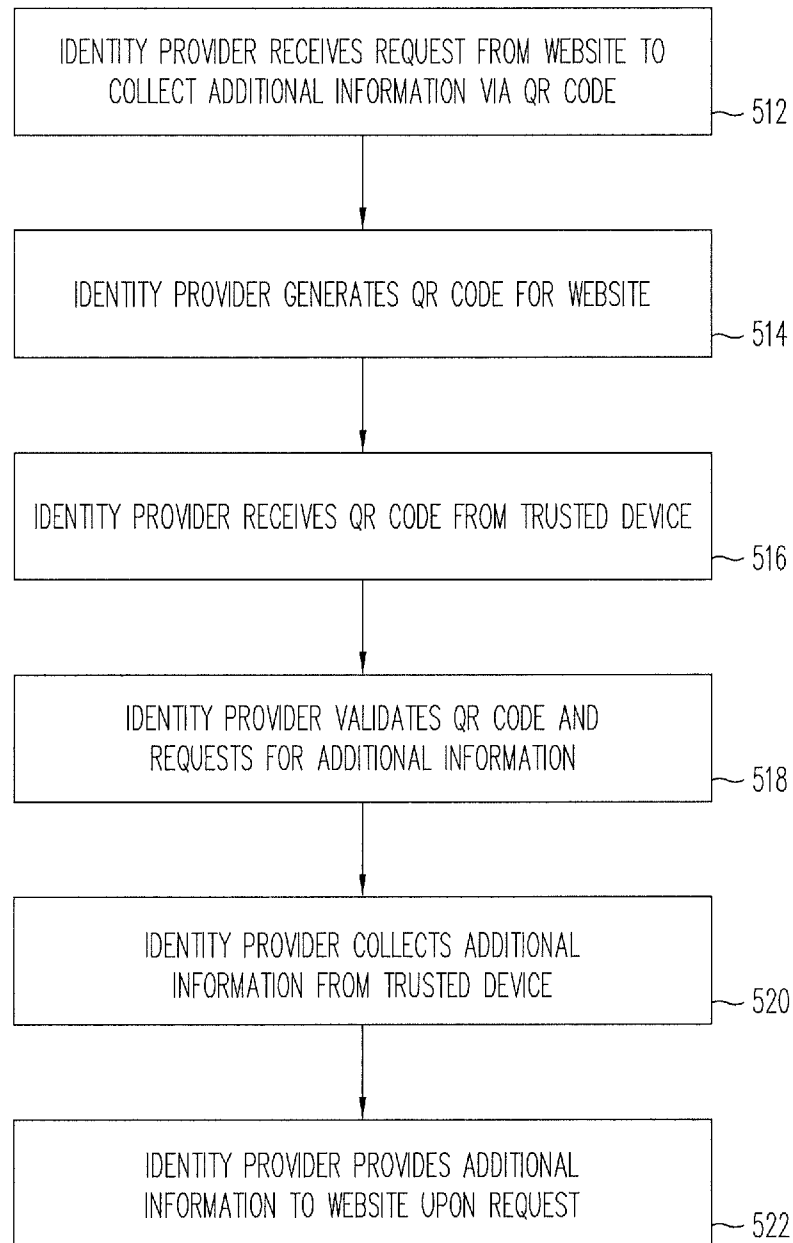 IDENTITY PROVIDER RECEIVES REQUEST FROM WEBSITE TO
COLLECT ADDITIONAL INFORMATION VIA QR CODE
512
IDENTITY PROVIDER GENERATES QR CODE FOR WEBSITE
514
IDENTITY PROVIDER RECEIVES QR CODE FROM TRUSTED DEVICE
516
IDENTITY PROVIDER VALIDATES QR CODE AND
REQUESTS FOR ADDITIONAL INFORMATION
518
IDENTITY PROVIDER COLLECTS ADDITIONAL
INFORMATION FROM TRUSTED DEVICE
520
IDENTITY PROVIDER PROVIDES ADDITIONAL
INFORMATION TO WEBSITE UPON REQUEST
522